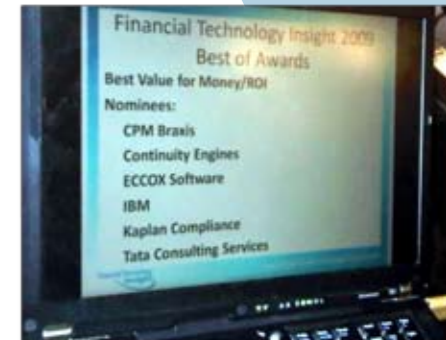 Financial Technology Insight 2009
Best of Awards
Best Value for Money/ROI
Nominees:
CPM Braxis
Continuity Engines
ECCOX Software
IBM
Kaplan Compliance
Tata Consulting Services